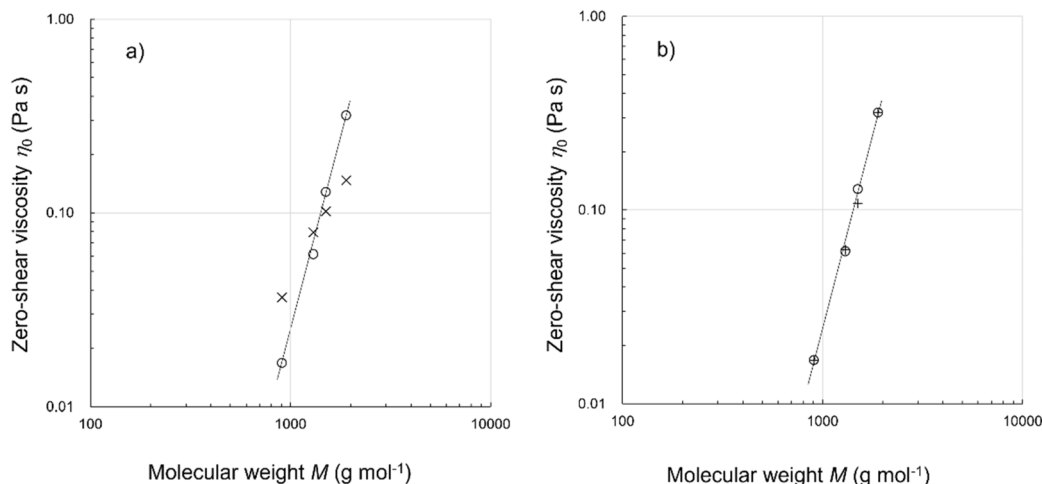 a)
Zero-shear viscosity η₀ (Pa s)
1.00
0.10
0.01
100
1000
10000
Molecular weight M (g mol⁻¹)
b)
Zero-shear viscosity η₀ (Pa s)
1.00
0.10
0.01
100
1000
10000
Molecular weight M (g mol⁻¹)